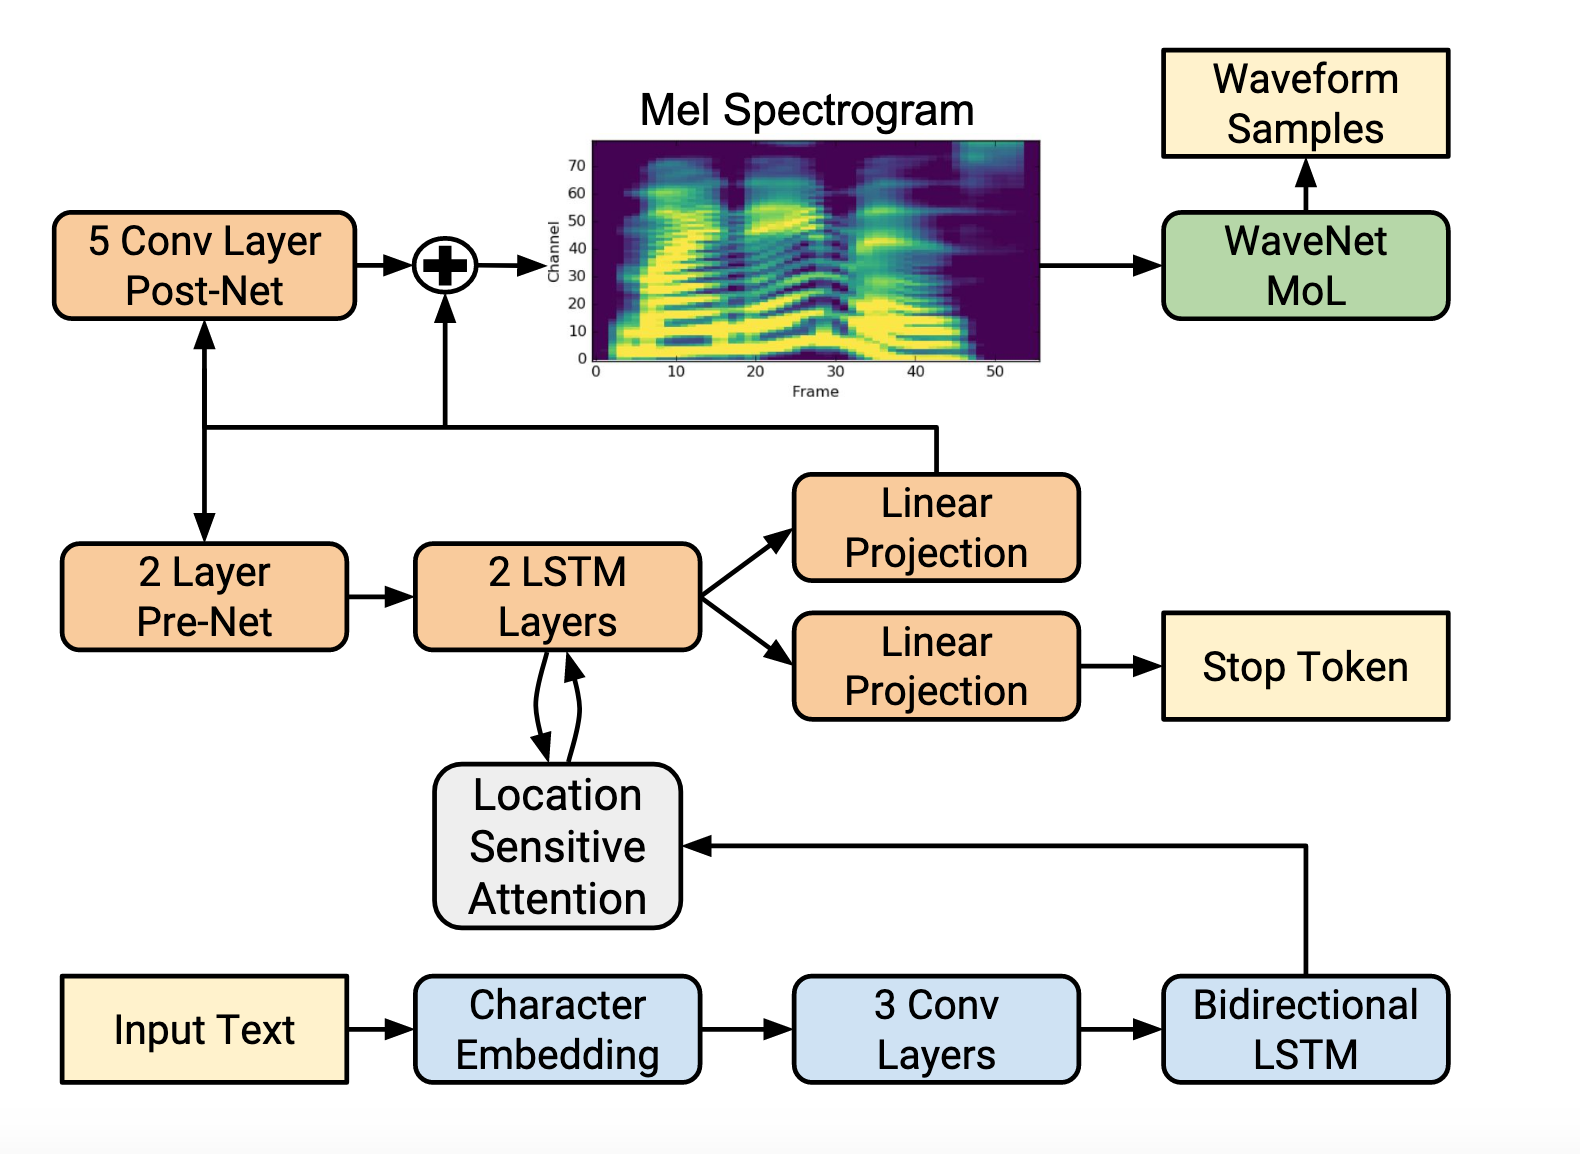 Waveform
Samples
Mel Spectrogram
5 Conv Layer
Post-Net
Channel
70
60
50
40
30
20
10
0
0 10 20 30 40 50
Frame
WaveNet
MoL
Linear
Projection
2 Layer
Pre-Net
2 LSTM
Layers
Linear
Projection
Stop Token
Location
Sensitive
Attention
Input Text
Character
Embedding
3 Conv
Layers
Bidirectional
LSTM